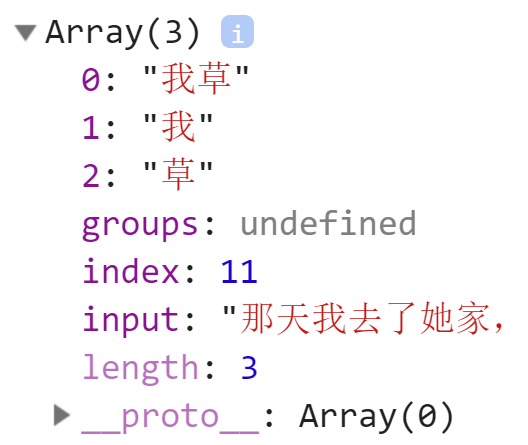 Array(3) i
0: "我草"
1: "我"
2: "草"
groups: undefined
index: 11
input: "那天我去了她家，
length: 3
__proto__: Array(0)